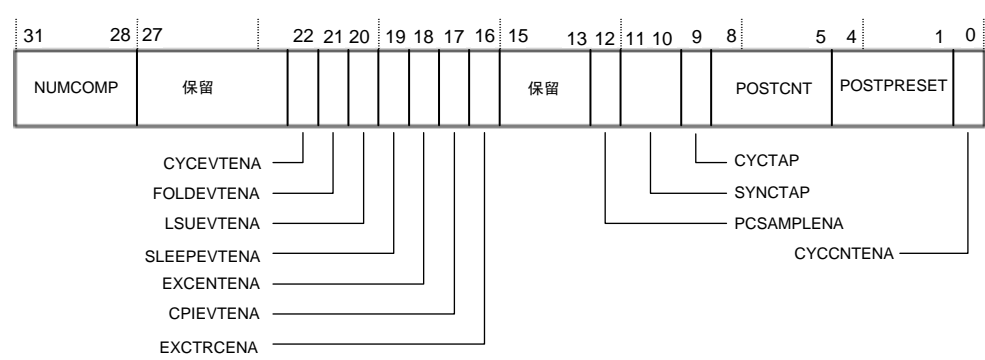 31 28 27 22 21 20 19 18 17 16 15 13 12 11 10 9 8 5 4 1 0
NUMCOMP 保留 保留 POSTCNT POSTPRESET
CYCEVTENA CYCTAP
FOLDEVTENA SYNCTAP
LSUEVTENA PCSAMPLENA
SLEEPEVTENA CYCCNTENA
EXCENTENA
CPIEVTENA
EXCTRCENA